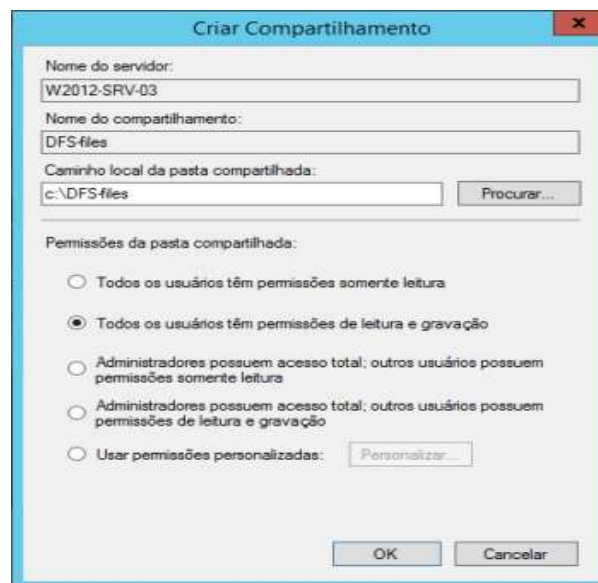 Criar Compartilhamento
x
Nome do servidor:
W2012-SRV-03
Nome do compartilhamento:
DFS-files
Caminho local da pasta compartilhada:
c:\DFS-files
Procurar...
Permissões da pasta compartilhada:
Todos os usuários têm permissões somente leitura
Todos os usuários têm permissões de leitura e gravação
Administradores possuem acesso total; outros usuários possuem
permissões somente leitura
Administradores possuem acesso total; outros usuários possuem
permissões de leitura e gravação
Usar permissões personalizadas:
Personalizar...
OK
Cancelar